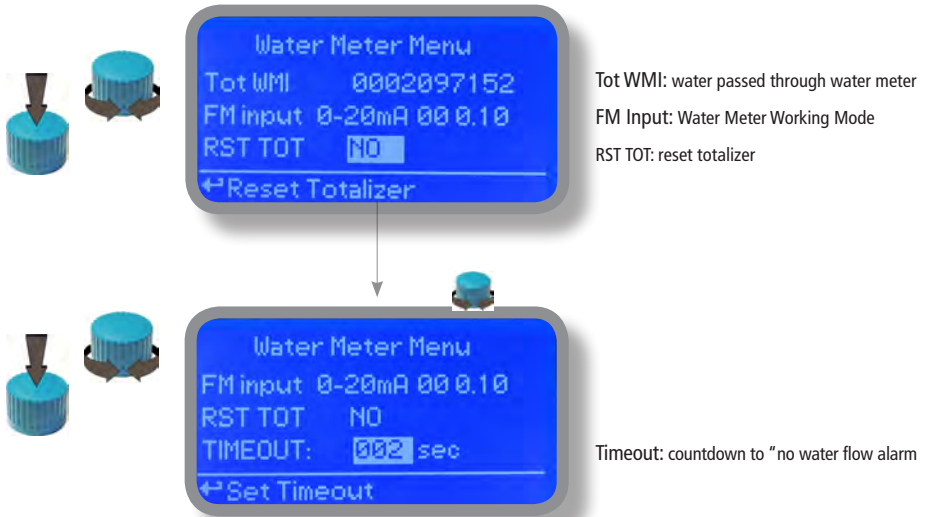 Water Meter Menu
Tot WMI 0002097152
FM input 0-20mA 00 0.10
RST TOT NO
↵Reset Totalizer
Tot WMI: water passed through water meter
FM Input: Water Meter Working Mode
RST TOT: reset totalizer
Water Meter Menu
FM input 0-20mA 00 0.10
RST TOT NO
TIMEOUT: 002 sec
↵Set Timeout
Timeout: countdown to "no water flow alarm